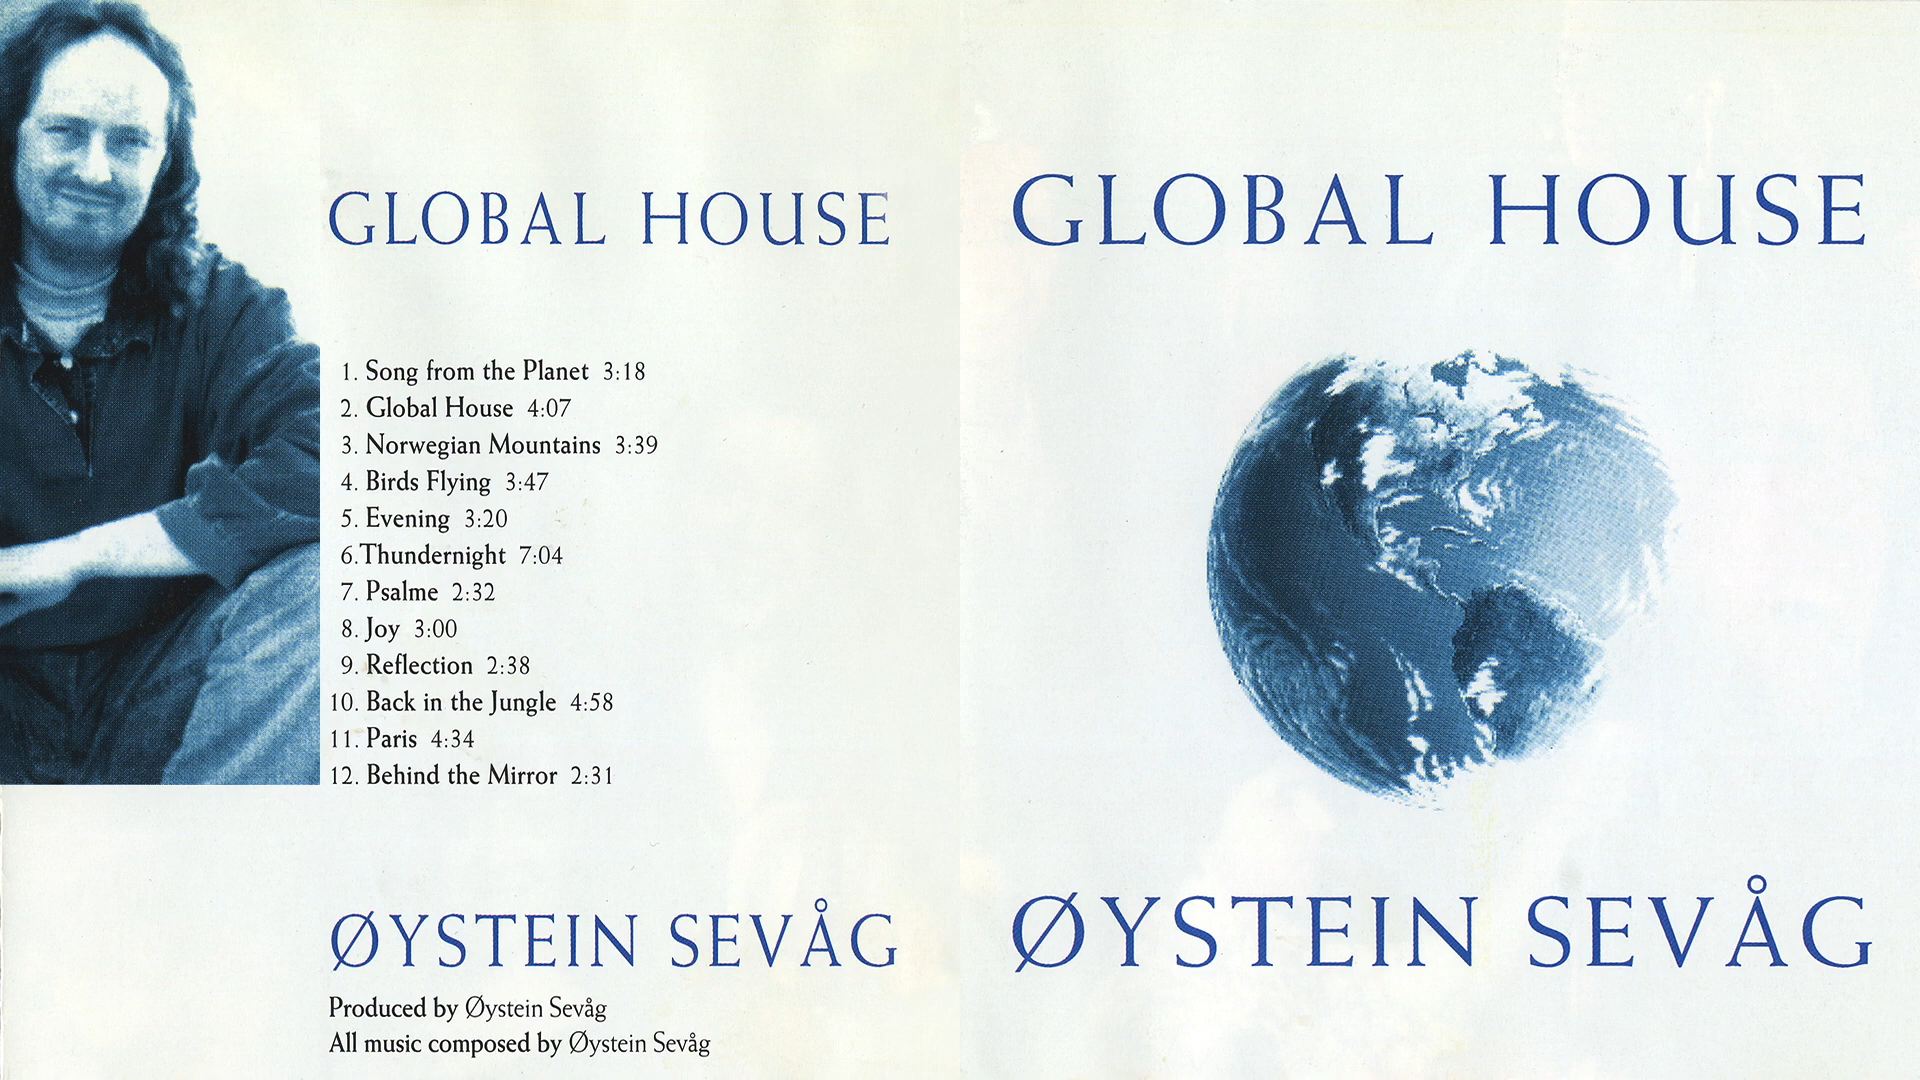 GLOBAL HOUSE
1. Song from the Planet 3:18
2. Global House 4:07
3. Norwegian Mountains 3:39
4. Birds Flying 3:47
5. Evening 3:20
6.Thundernight 7:04
7. Psalme 2:32
8. Joy 3:00
9. Reflection 2:38
10. Back in the Jungle 4:58
11. Paris 4:34
12. Behind the Mirror 2:31
ØYSTEIN SEVÅG
Produced by Øystein Sevåg
All music composed by Øystein Sevåg
GLOBAL HOUSE
ØYSTEIN SEVÅG